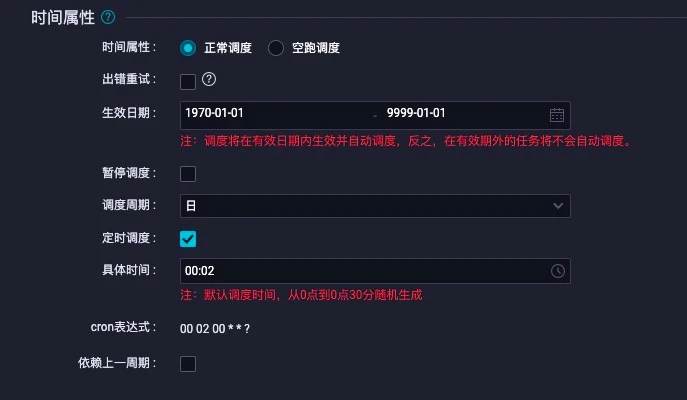 时间属性 ?
时间属性： 正常调度 空跑调度
出错重试： ?
生效日期： 1970-01-01 - 9999-01-01
注：调度将在有效日期内生效并自动调度，反之，在有效期外的任务将不会自动调度。
暂停调度：
调度周期： 日
定时调度：
具体时间： 00:02
注：默认调度时间，从0点到0点30分随机生成
cron表达式： 00 02 00 * * ?
依赖上一周期：